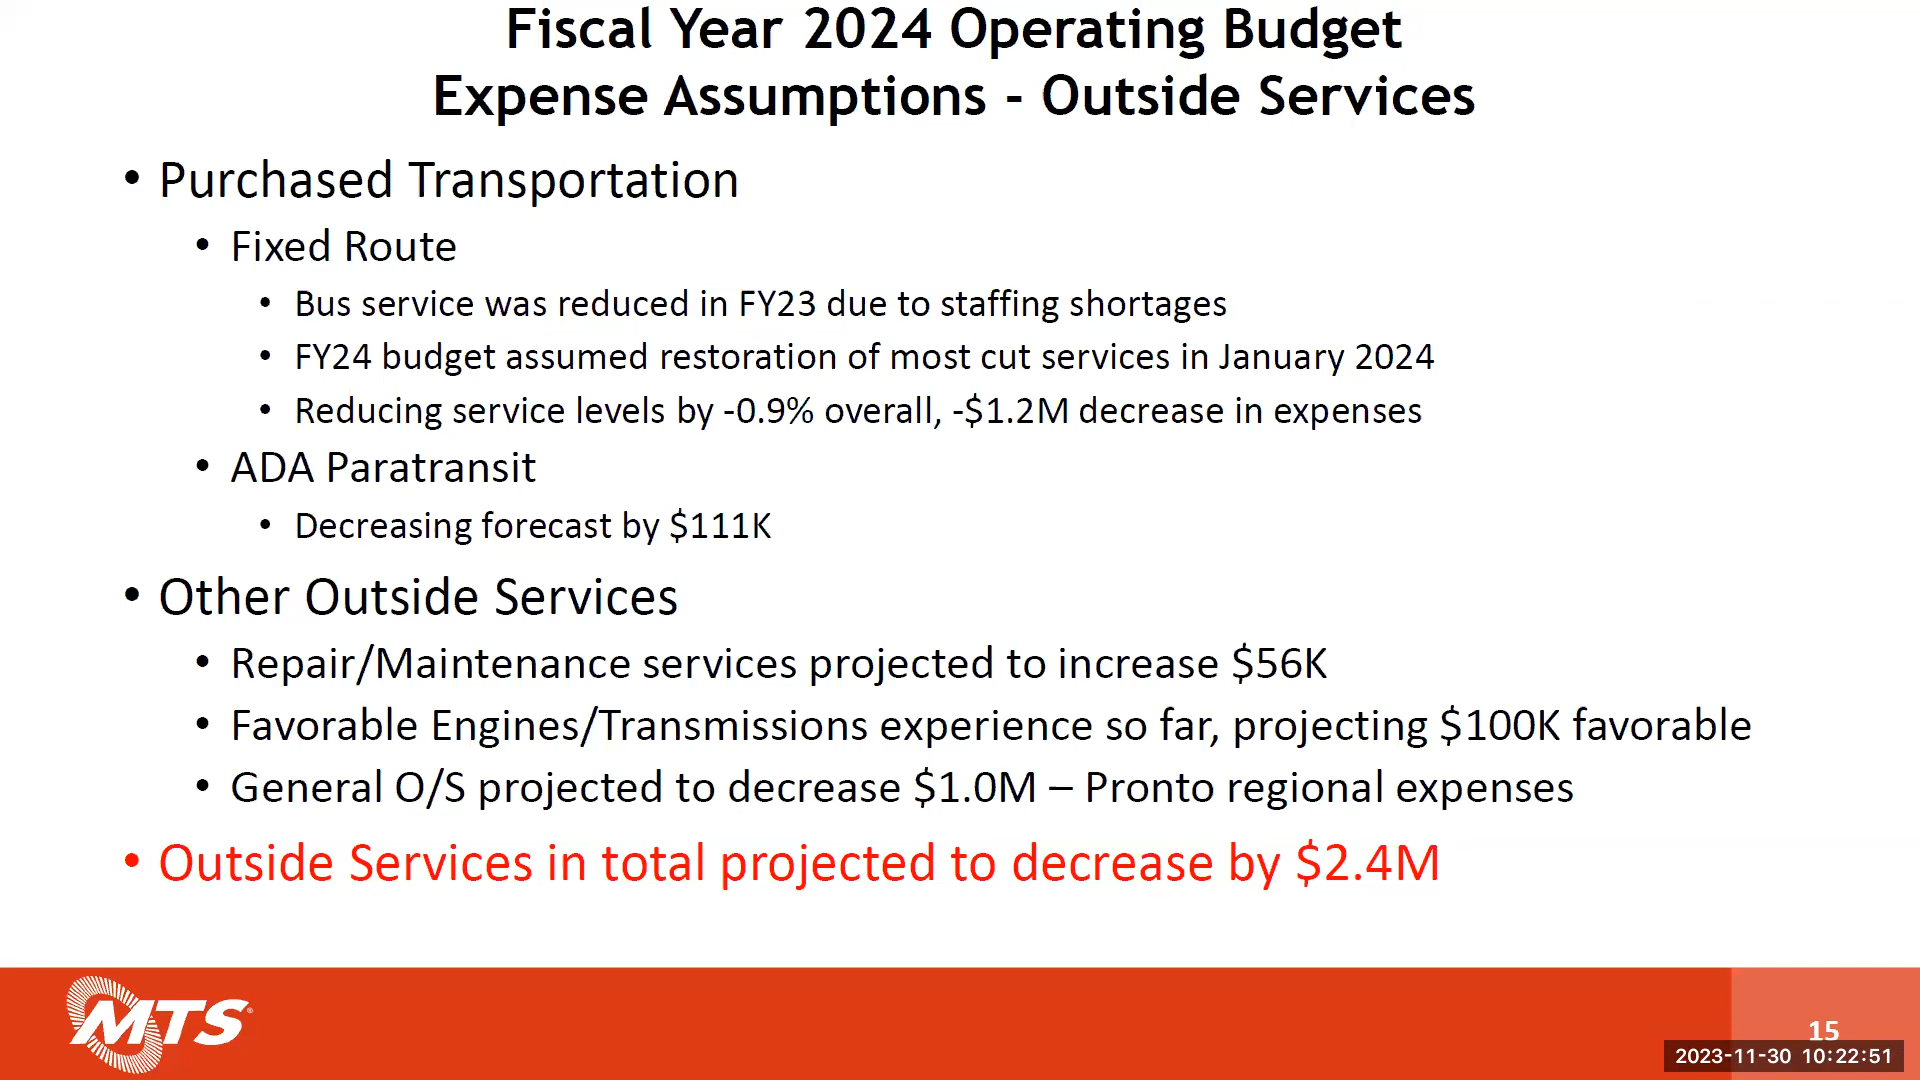 Fiscal Year 2024 Operating Budget
Expense Assumptions - Outside Services
• Purchased Transportation
• Fixed Route
• Bus service was reduced in FY23 due to staffing shortages
• FY24 budget assumed restoration of most cut services in January 2024
• Reducing service levels by -0.9% overall, -$1.2M decrease in expenses
• ADA Paratransit
• Decreasing forecast by $111K
• Other Outside Services
• Repair/Maintenance services projected to increase $56K
• Favorable Engines/Transmissions experience so far, projecting $100K favorable
• General O/S projected to decrease $1.0M – Pronto regional expenses
• Outside Services in total projected to decrease by $2.4M
MTS®
15
2023-11-30 10:22:51